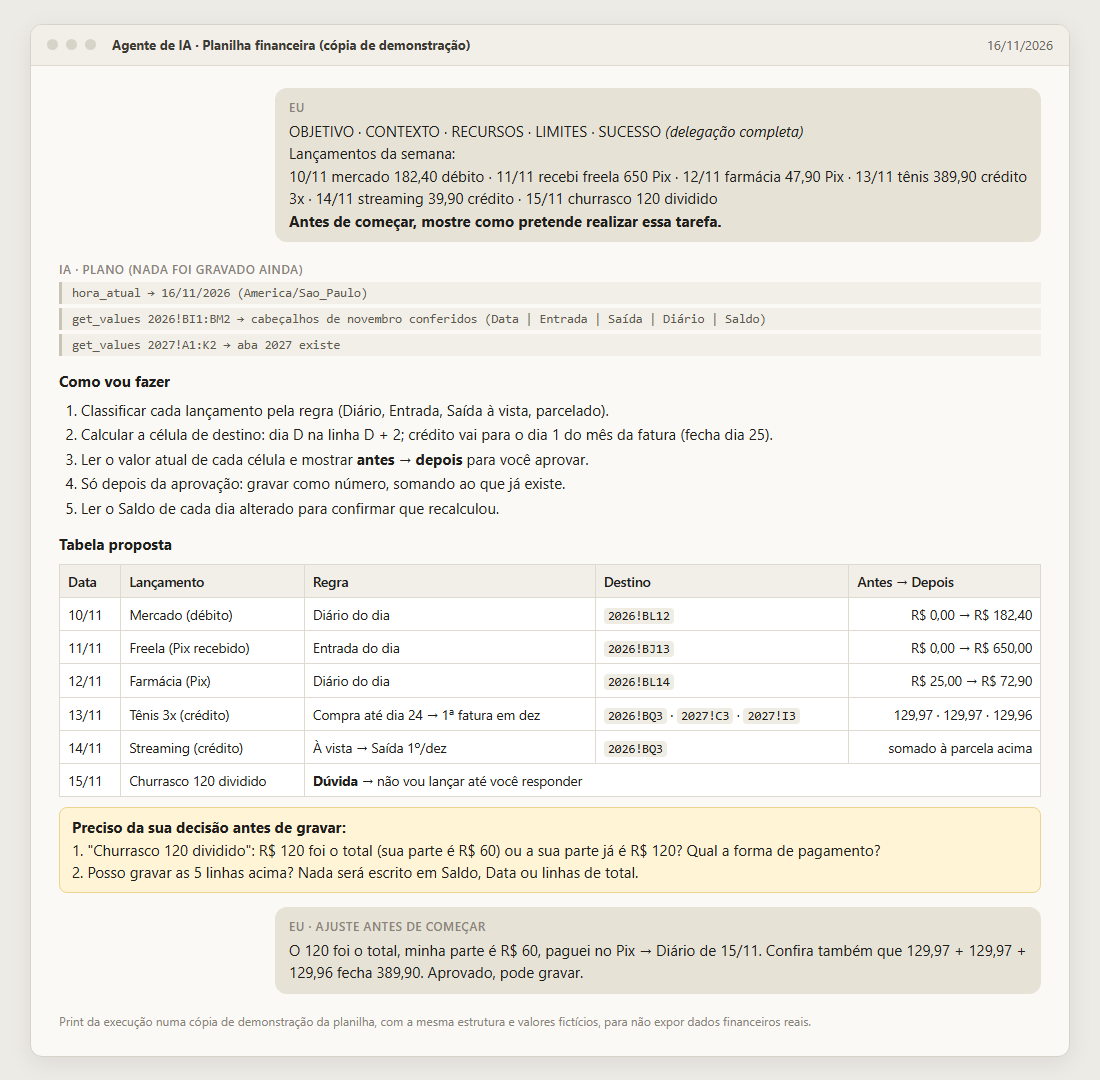 Agente de IA · Planilha financeira (cópia de demonstração)
16/11/2026
EU
OBJETIVO · CONTEXTO · RECURSOS · LIMITES · SUCESSO (delegação completa)
Lançamentos da semana:
10/11 mercado 182,40 débito · 11/11 recebi freela 650 Pix · 12/11 farmácia 47,90 Pix · 13/11 tênis 389,90 crédito
3x · 14/11 streaming 39,90 crédito · 15/11 churrasco 120 dividido
Antes de começar, mostre como pretende realizar essa tarefa.
IA · PLANO (NADA FOI GRAVADO AINDA)
hora_atual → 16/11/2026 (America/Sao_Paulo)
get_values 2026!BI1:BM2 → cabeçalhos de novembro conferidos (Data | Entrada | Saída | Diário | Saldo)
get_values 2027!A1:K2 → aba 2027 existe
Como vou fazer
1. Classificar cada lançamento pela regra (Diário, Entrada, Saída à vista, parcelado).
2. Calcular a célula de destino: dia D na linha D + 2; crédito vai para o dia 1 do mês da fatura (fecha dia 25).
3. Ler o valor atual de cada célula e mostrar antes → depois para você aprovar.
4. Só depois da aprovação: gravar como número, somando ao que já existe.
5. Ler o Saldo de cada dia alterado para confirmar que recalculou.
Tabela proposta
Data Lançamento Regra Destino Antes → Depois
10/11 Mercado (débito) Diário do dia 2026!BL12 R$ 0,00 → R$ 182,40
11/11 Freela (Pix recebido) Entrada do dia 2026!BJ13 R$ 0,00 → R$ 650,00
12/11 Farmácia (Pix) Diário do dia 2026!BL14 R$ 25,00 → R$ 72,90
13/11 Tênis 3x (crédito) Compra até dia 24 → 1ª fatura em dez 2026!BQ3 · 2027!C3 · 2027!I3 129,97 · 129,97 · 129,96
14/11 Streaming (crédito) À vista → Saída 1º/dez 2026!BQ3 somado à parcela acima
15/11 Churrasco 120 dividido Dúvida → não vou lançar até você responder
Preciso da sua decisão antes de gravar:
1. "Churrasco 120 dividido": R$ 120 foi o total (sua parte é R$ 60) ou a sua parte já é R$ 120? Qual a forma de pagamento?
2. Posso gravar as 5 linhas acima? Nada será escrito em Saldo, Data ou linhas de total.
EU · AJUSTE ANTES DE COMEÇAR
O 120 foi o total, minha parte é R$ 60, paguei no Pix → Diário de 15/11. Confira também que 129,97 + 129,97 +
129,96 fecha 389,90. Aprovado, pode gravar.
Print da execução numa cópia de demonstração da planilha, com a mesma estrutura e valores fictícios, para não expor dados financeiros reais.